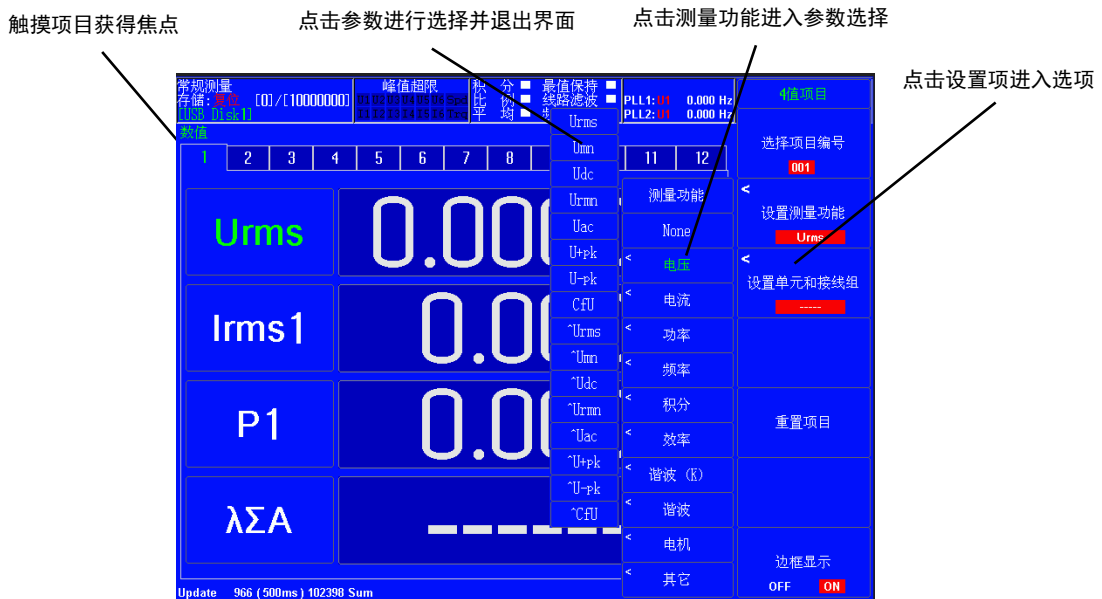 触摸项目获得焦点
点击参数进行选择并退出界面
点击测量功能进入参数选择
点击设置项进入选项
常规测量
存储:复位 [0]/[10000000]
[USB Disk1]
峰值超限
积 分
比 例
平 均
最值保持
线路滤波
PLL1: U1 0.000 Hz
PLL2: U1 0.000 Hz
数值
1 2 3 4 5 6 7 8 11 12
Urms
0.00
Irms1
0.00
P1
0.00
λΣA
Urms
Umn
Udc
Urmn
Uac
U+pk
U-pk
CfU
^Urms
^Umn
^Udc
^Urmn
^Uac
^U+pk
^U-pk
^CfU
测量功能
None
< 电压
< 电流
< 功率
< 频率
< 积分
< 效率
< 谐波 (K)
< 谐波
< 电机
< 其它
4值项目
选择项目编号
001
<
设置测量功能
Urms
<
设置单元和接线组
-----
重置项目
边框显示
OFF ON
Update 966 (500ms) 102398 Sum